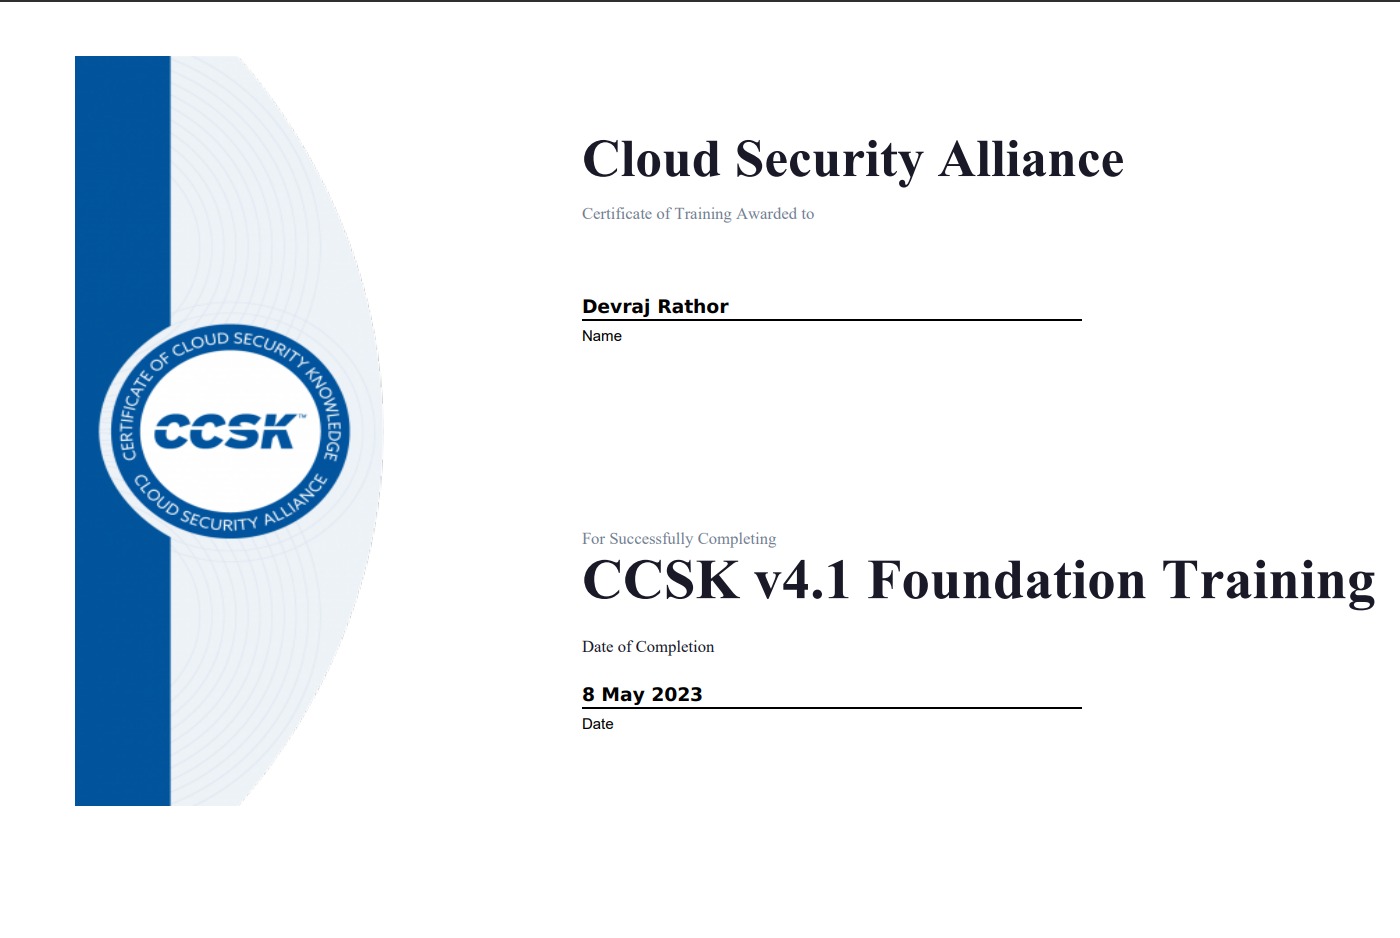 Cloud Security Alliance
Certificate of Training Awarded to
Devraj Rathor
Name
CERTIFICATE OF CLOUD SECURITY KNOWLEDGE
CCSK™
CLOUD SECURITY ALLIANCE
For Successfully Completing
CCSK v4.1 Foundation Training
Date of Completion
8 May 2023
Date